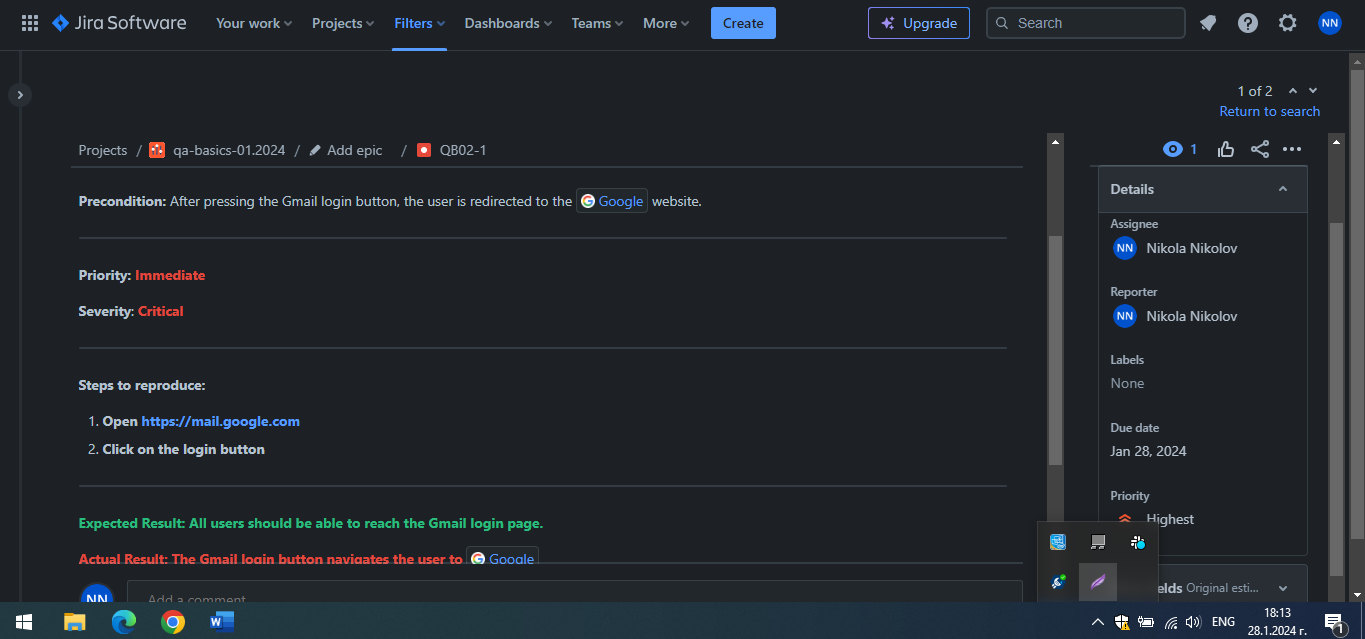 Jira Software Your work Projects Filters Dashboards Teams More Create Upgrade Search NN
1 of 2
Return to search
Projects / qa-basics-01.2024 / Add epic / QB02-1
1
Precondition: After pressing the Gmail login button, the user is redirected to the Google website.
Priority: Immediate
Severity: Critical
Steps to reproduce:
1. Open https://mail.google.com
2. Click on the login button
Expected Result: All users should be able to reach the Gmail login page.
Actual Result: The Gmail login button navigates the user to Google
NN Add a comment...
Details
Assignee
NN Nikola Nikolov
Reporter
NN Nikola Nikolov
Labels
None
Due date
Jan 28, 2024
Priority
Highest
elds Original esti...
ENG
18:13
28.1.2024 г.
1